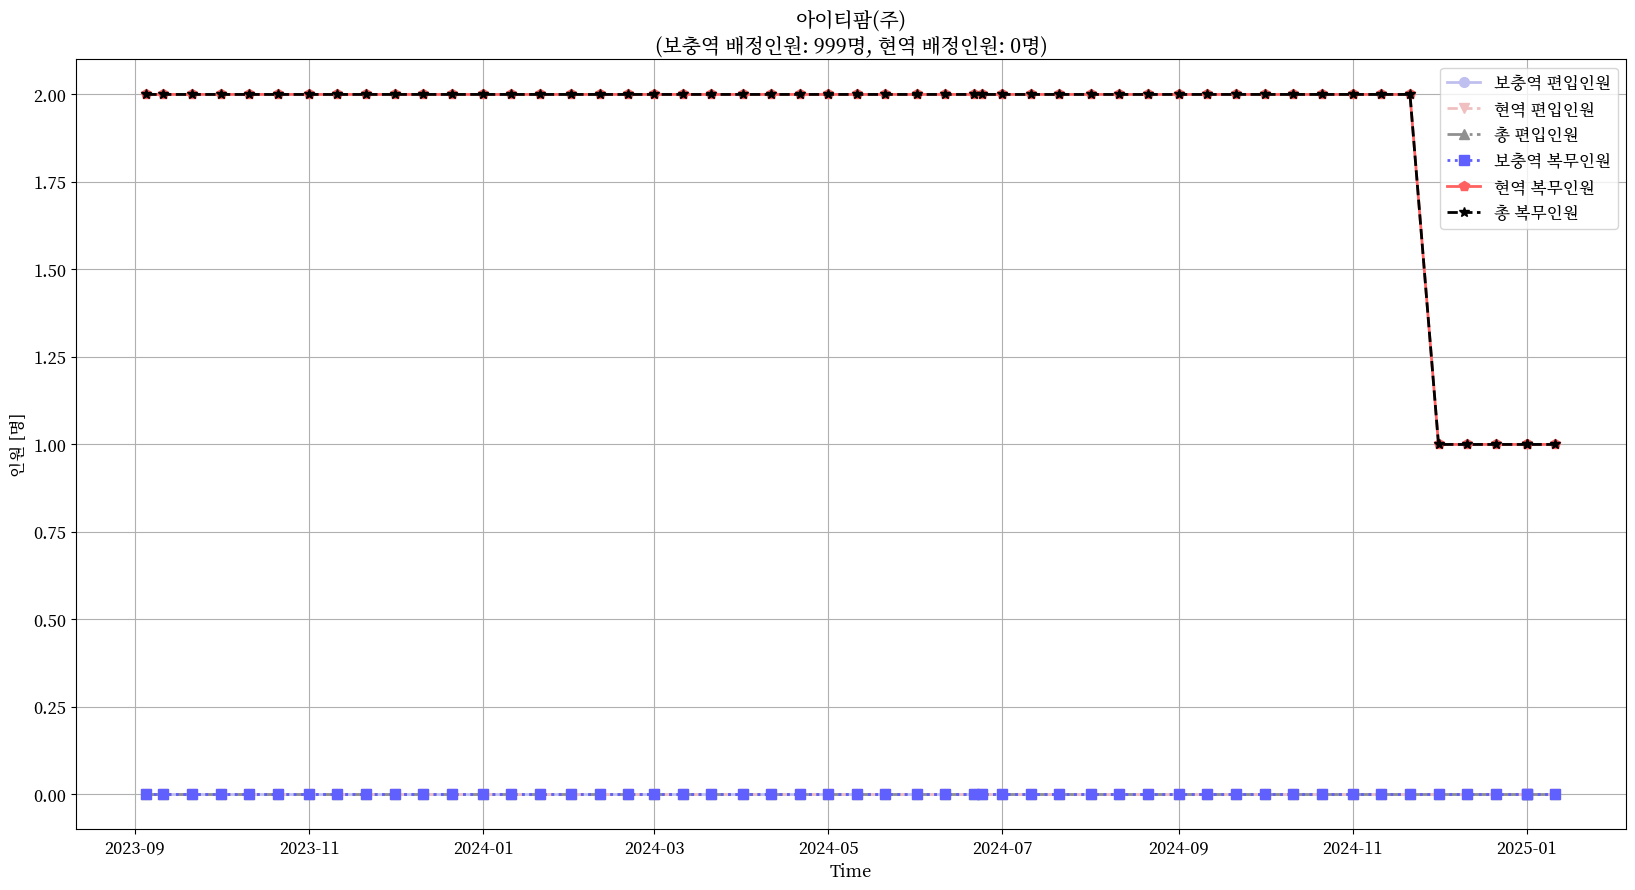 아이티팜(주)
(보충역 배정인원: 999명, 현역 배정인원: 0명)
보충역 편입인원
현역 편입인원
총 편입인원
보충역 복무인원
현역 복무인원
총 복무인원
2.00
1.75
1.50
1.25
1.00
0.75
0.50
0.25
0.00
인원 [명]
2023-09 2023-11 2024-01 2024-03 2024-05 2024-07 2024-09 2024-11 2025-01
Time